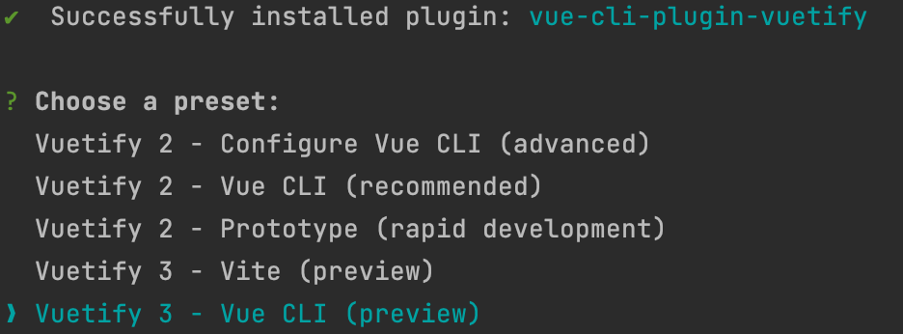 ✔  Successfully installed plugin: vue-cli-plugin-vuetify
? Choose a preset:
Vuetify 2 - Configure Vue CLI (advanced)
Vuetify 2 - Vue CLI (recommended)
Vuetify 2 - Prototype (rapid development)
Vuetify 3 - Vite (preview)
❯ Vuetify 3 - Vue CLI (preview)